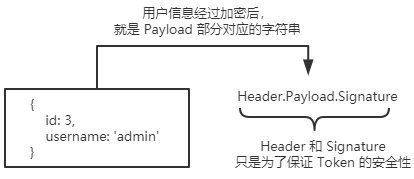 用户信息经过加密后，
就是 Payload 部分对应的字符串
{
id: 3,
username: 'admin'
}
Header.Payload.Signature
Header 和 Signature
只是为了保证 Token 的安全性